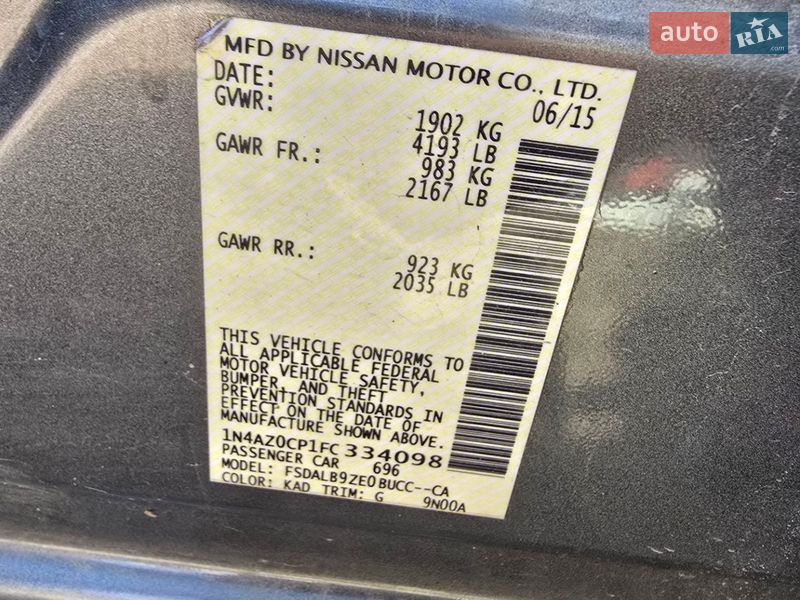 auto RIA .com
MFD BY NISSAN MOTOR CO., LTD.
DATE: 06/15
GVWR: 1902 KG
4193 LB
GAWR FR.: 983 KG
2167 LB
GAWR RR.: 923 KG
2035 LB
THIS VEHICLE CONFORMS TO
ALL APPLICABLE FEDERAL
MOTOR VEHICLE SAFETY,
BUMPER, AND THEFT
PREVENTION STANDARDS IN
EFFECT ON THE DATE OF
MANUFACTURE SHOWN ABOVE.
1N4AZ0CP1FC334098
PASSENGER CAR 696
MODEL: FSDALB9ZE0BUCC--CA
COLOR: KAD TRIM: G 9N00A